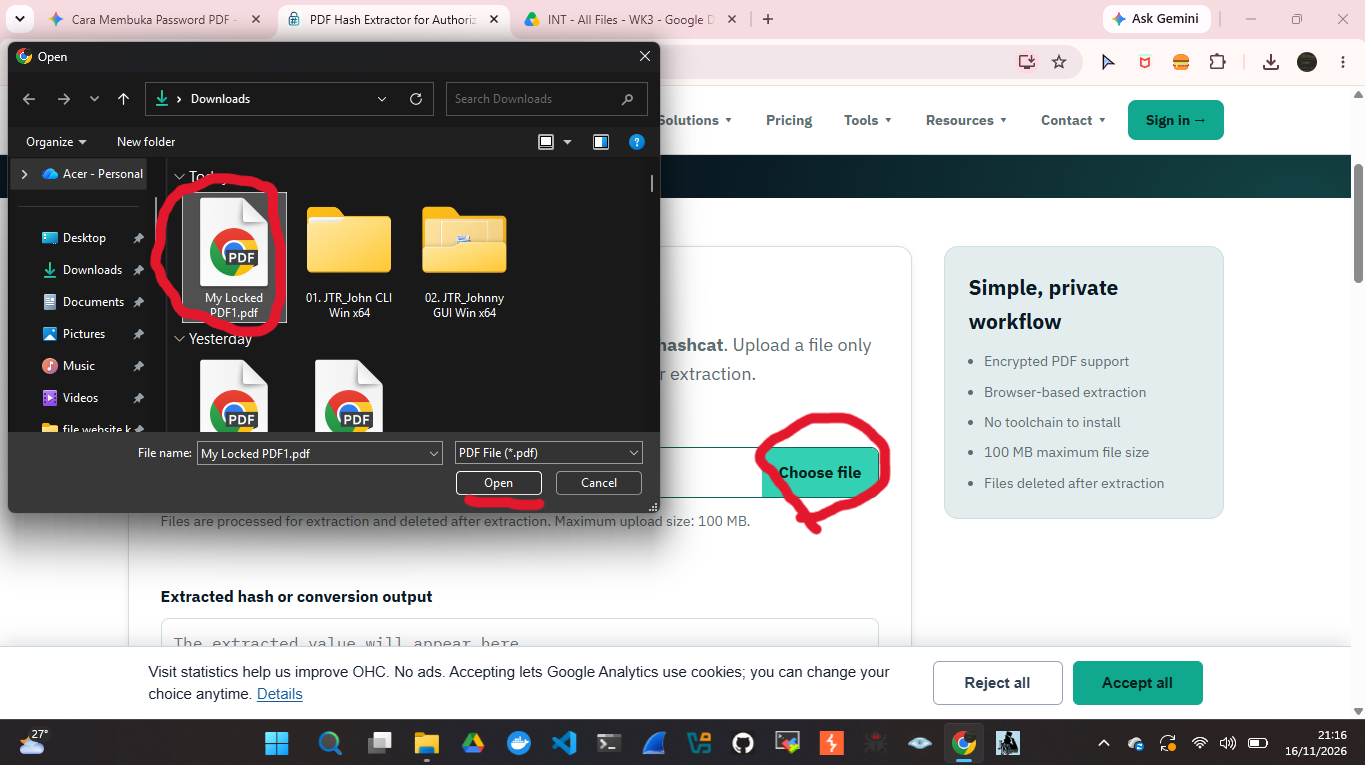 Cara Membuka Password PDF -
PDF Hash Extractor for Authoriz
INT - All Files - WK3 - Google D
Ask Gemini
Open
Downloads
Search Downloads
Organize
New folder
Acer - Personal
Desktop
Downloads
Documents
Pictures
Music
Videos
file website k
Today
My Locked
PDF1.pdf
01. JTR_John CLI
Win x64
02. JTR_Johnny
GUI Win x64
Yesterday
PDF
PDF
PDF
File name:
My Locked PDF1.pdf
PDF File (*.pdf)
Open
Cancel
Solutions
Pricing
Tools
Resources
Contact
Sign in →
hashcat. Upload a file only
r extraction.
Choose file
Files are processed for extraction and deleted after extraction. Maximum upload size: 100 MB.
Extracted hash or conversion output
The extracted value will appear here
Simple, private
workflow
Encrypted PDF support
Browser-based extraction
No toolchain to install
100 MB maximum file size
Files deleted after extraction
Visit statistics help us improve OHC. No ads. Accepting lets Google Analytics use cookies; you can change your
choice anytime. Details
Reject all
Accept all
27°
21:16
16/11/2026